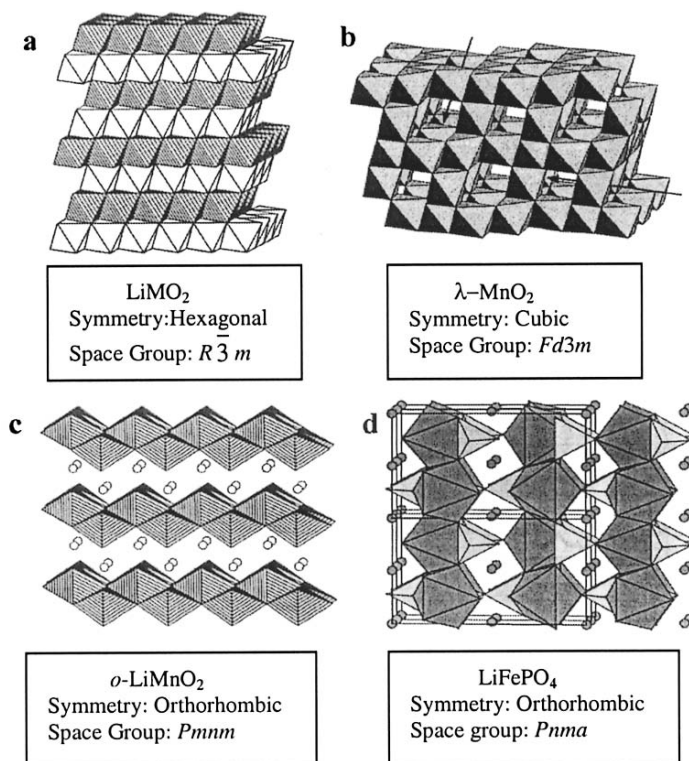 a
b
LiMO₂
Symmetry:Hexagonal
Space Group: R 3̅ m
λ–MnO₂
Symmetry: Cubic
Space Group: Fd3m
c
d
o-LiMnO₂
Symmetry: Orthorhombic
Space Group: Pmnm
LiFePO₄
Symmetry: Orthorhombic
Space group: Pnma